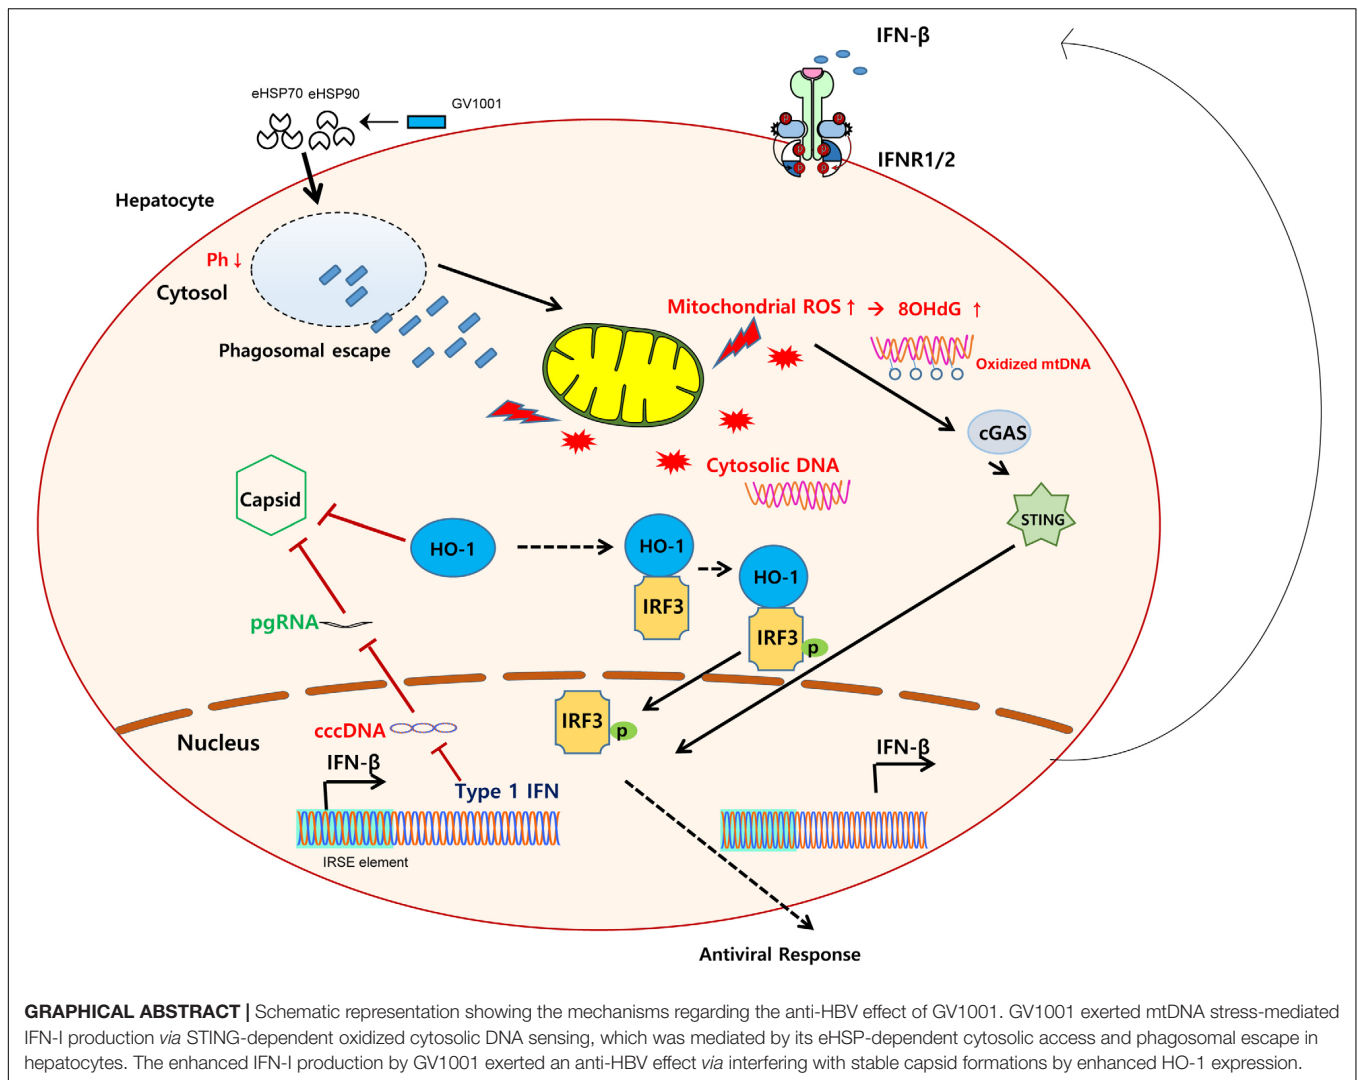 IFN-β
eHSP70 eHSP90
GV1001
IFNR1/2
P
P
P
P
P
P
Hepatocyte
Ph ↓
Cytosol
Mitochondrial ROS ↑ → 8OHdG ↑
Phagosomal escape
Oxidized mtDNA
cGAS
Cytosolic DNA
Capsid
STING
HO-1
HO-1
HO-1
IRF3
pgRNA
IRF3
p
IRF3
p
cccDNA
Nucleus
IFN-β
IFN-β
Type 1 IFN
IRSE element
Antiviral Response
GRAPHICAL ABSTRACT | Schematic representation showing the mechanisms regarding the anti-HBV effect of GV1001. GV1001 exerted mtDNA stress-mediated
IFN-I production via STING-dependent oxidized cytosolic DNA sensing, which was mediated by its eHSP-dependent cytosolic access and phagosomal escape in
hepatocytes. The enhanced IFN-I production by GV1001 exerted an anti-HBV effect via interfering with stable capsid formations by enhanced HO-1 expression.